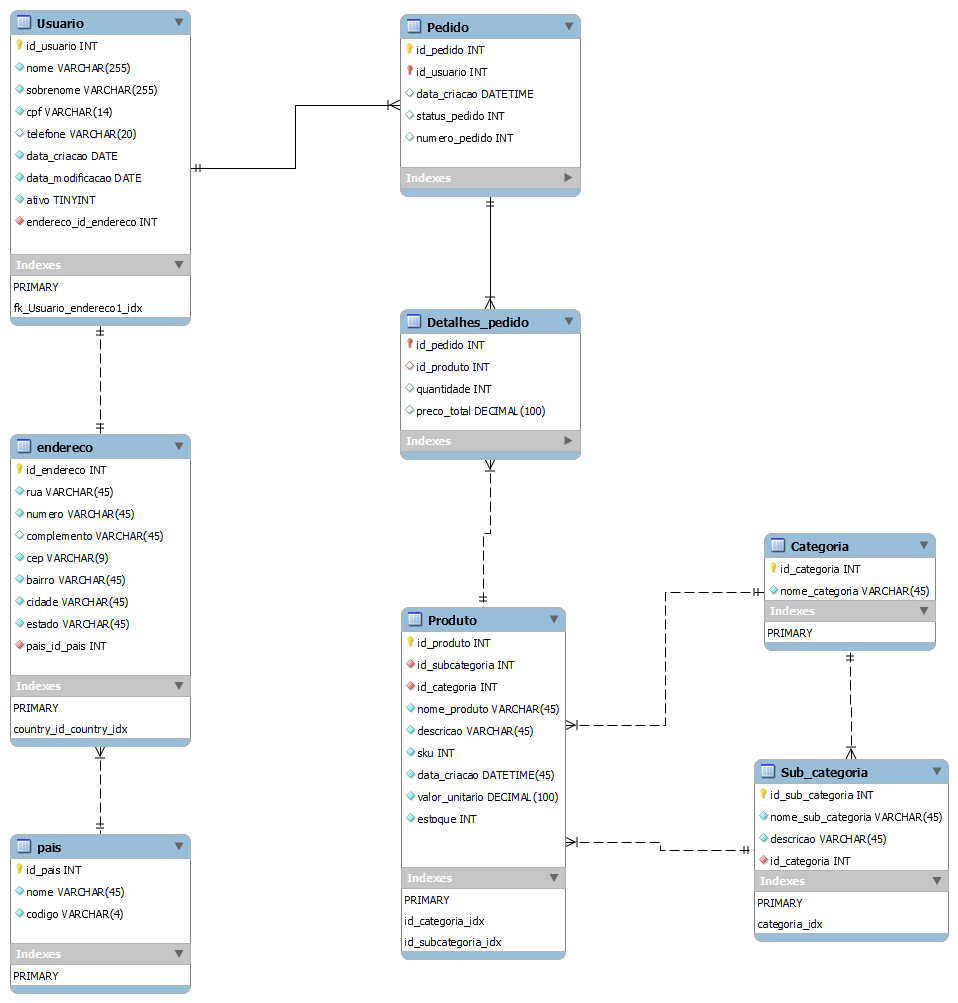 Usuario
id_usuario INT
nome VARCHAR(255)
sobrenome VARCHAR(255)
cpf VARCHAR(14)
telefone VARCHAR(20)
data_criacao DATE
data_modificacao DATE
ativo TINYINT
endereco_id_endereco INT
Indexes
PRIMARY
fk_Usuario_endereco1_idx
Pedido
id_pedido INT
id_usuario INT
data_criacao DATETIME
status_pedido INT
numero_pedido INT
Indexes
Detalhes_pedido
id_pedido INT
id_produto INT
quantidade INT
preco_total DECIMAL(100)
Indexes
endereco
id_endereco INT
rua VARCHAR(45)
numero VARCHAR(45)
complemento VARCHAR(45)
cep VARCHAR(9)
bairro VARCHAR(45)
cidade VARCHAR(45)
estado VARCHAR(45)
pais_id_pais INT
Indexes
PRIMARY
country_id_country_idx
Produto
id_produto INT
id_subcategoria INT
id_categoria INT
nome_produto VARCHAR(45)
descricao VARCHAR(45)
sku INT
data_criacao DATETIME(45)
valor_unitario DECIMAL(100)
estoque INT
Indexes
PRIMARY
id_categoria_idx
id_subcategoria_idx
Categoria
id_categoria INT
nome_categoria VARCHAR(45)
Indexes
PRIMARY
Sub_categoria
id_sub_categoria INT
nome_sub_categoria VARCHAR(45)
descricao VARCHAR(45)
id_categoria INT
Indexes
PRIMARY
categoria_idx
pais
id_pais INT
nome VARCHAR(45)
codigo VARCHAR(4)
Indexes
PRIMARY